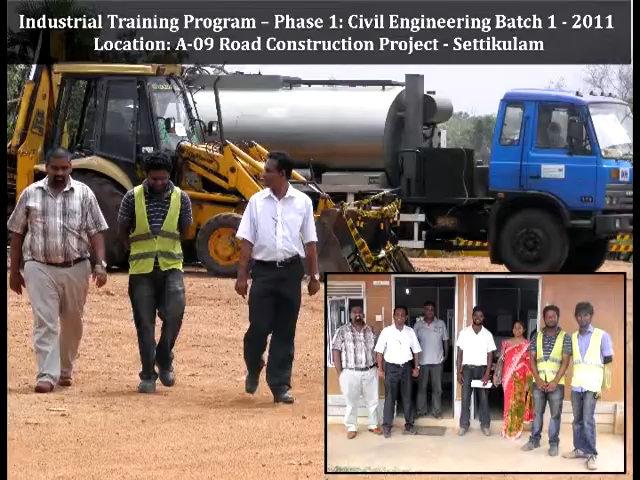 Industrial Training Program – Phase 1: Civil Engineering Batch 1 - 2011
Location: A-09 Road Construction Project - Settikulam